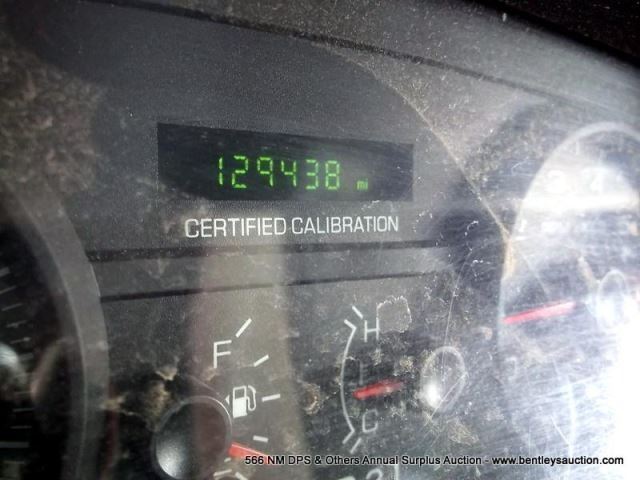 129438 mi
CERTIFIED CALIBRATION
F
H
C
566 NM DPS & Others Annual Surplus Auction - www.bentleysauction.com